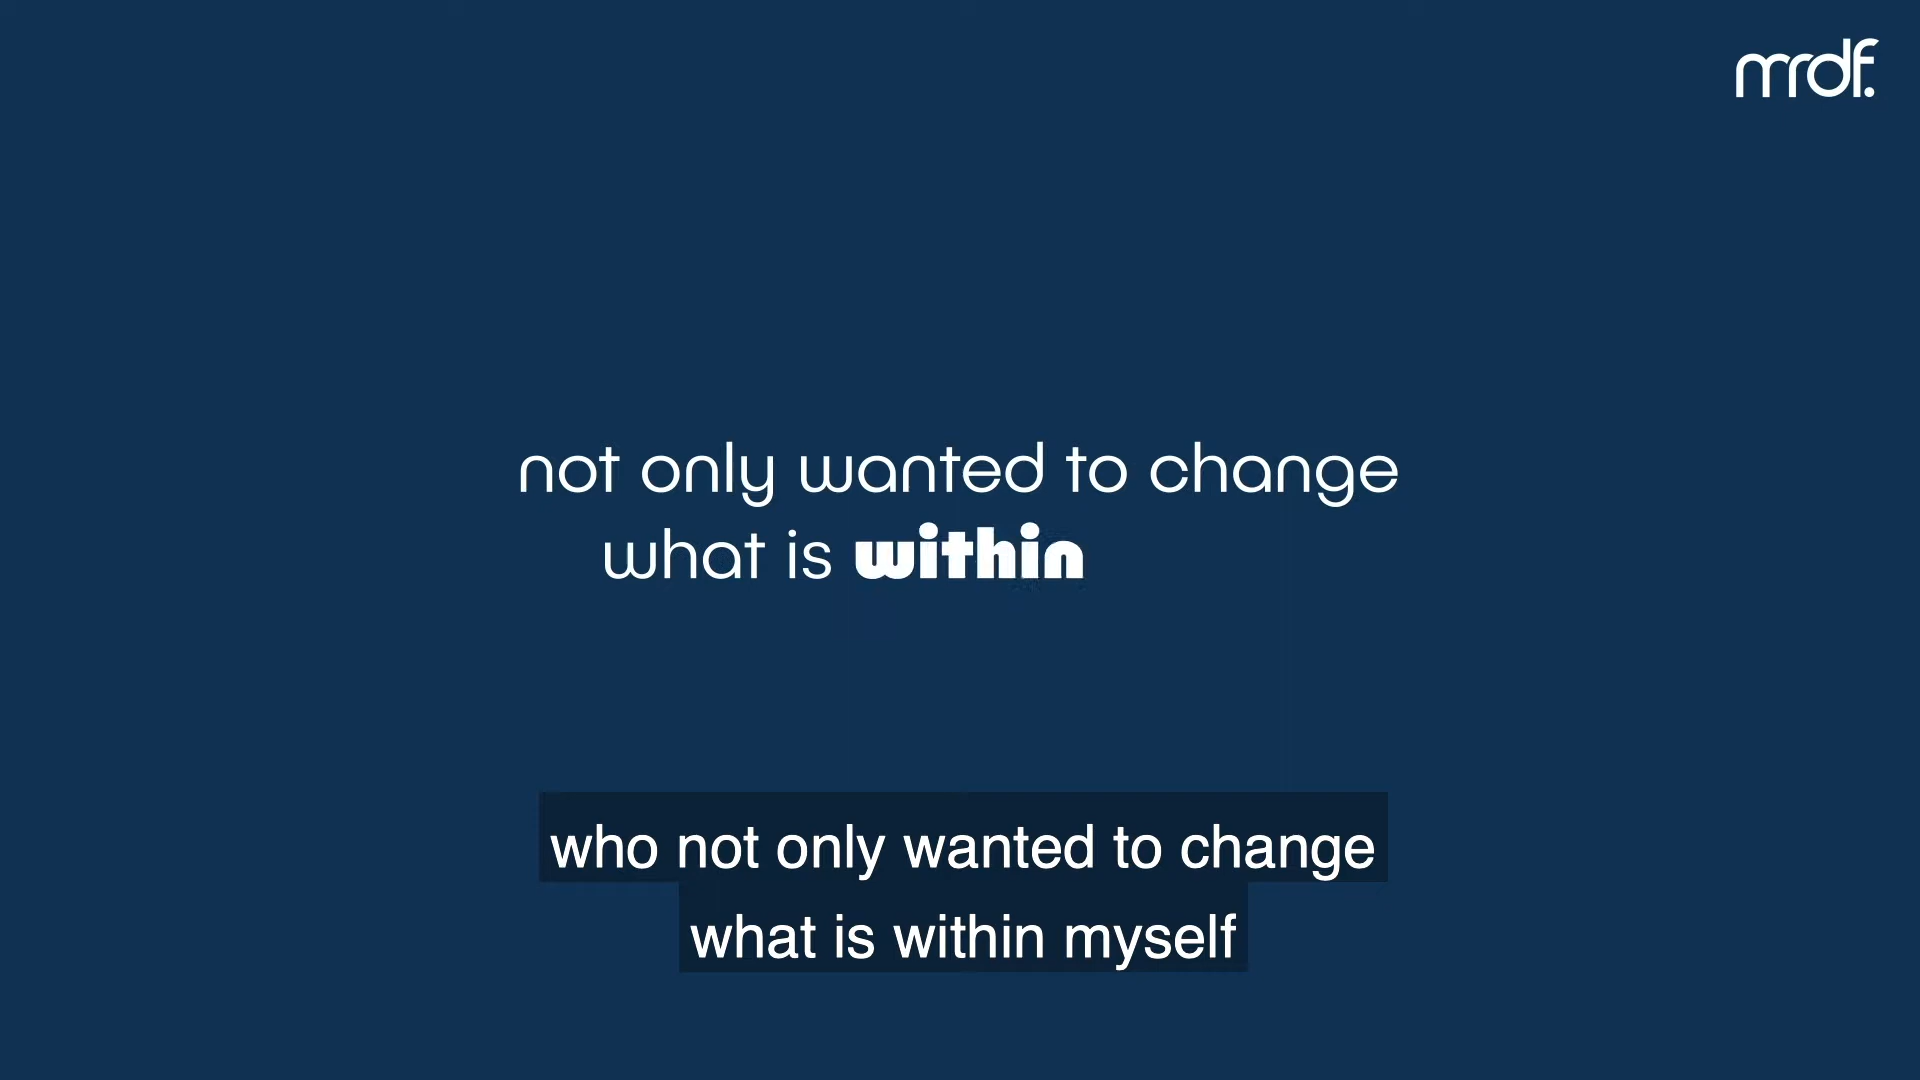 mrdf.
not only wanted to change
what is within
who not only wanted to change
what is within myself